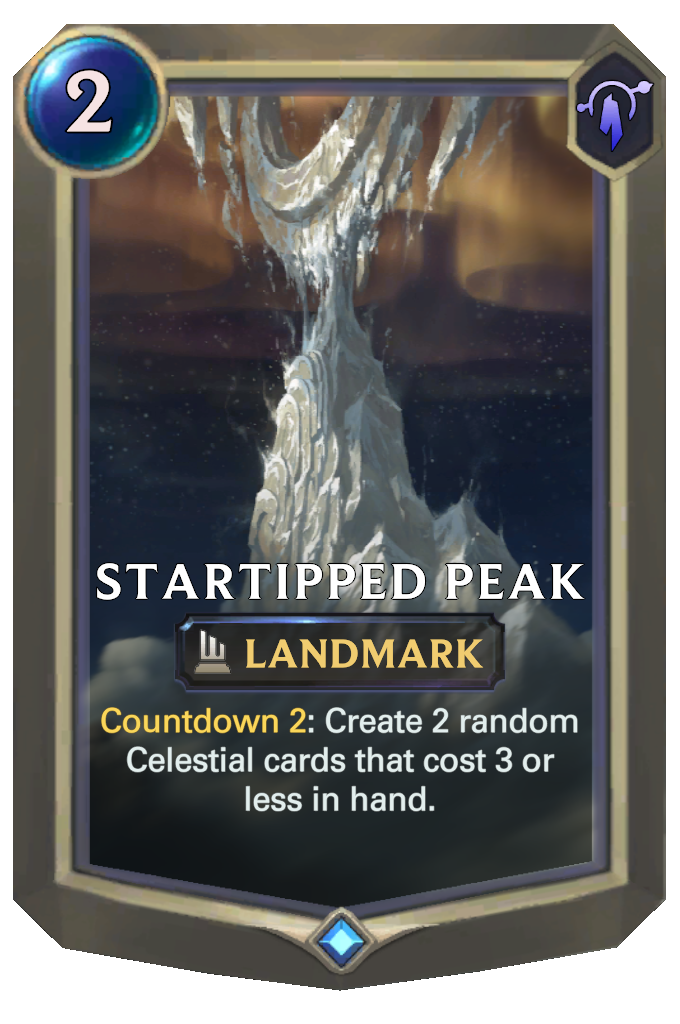 2
STARTIPPED PEAK
LANDMARK
Countdown 2: Create 2 random
Celestial cards that cost 3 or
less in hand.